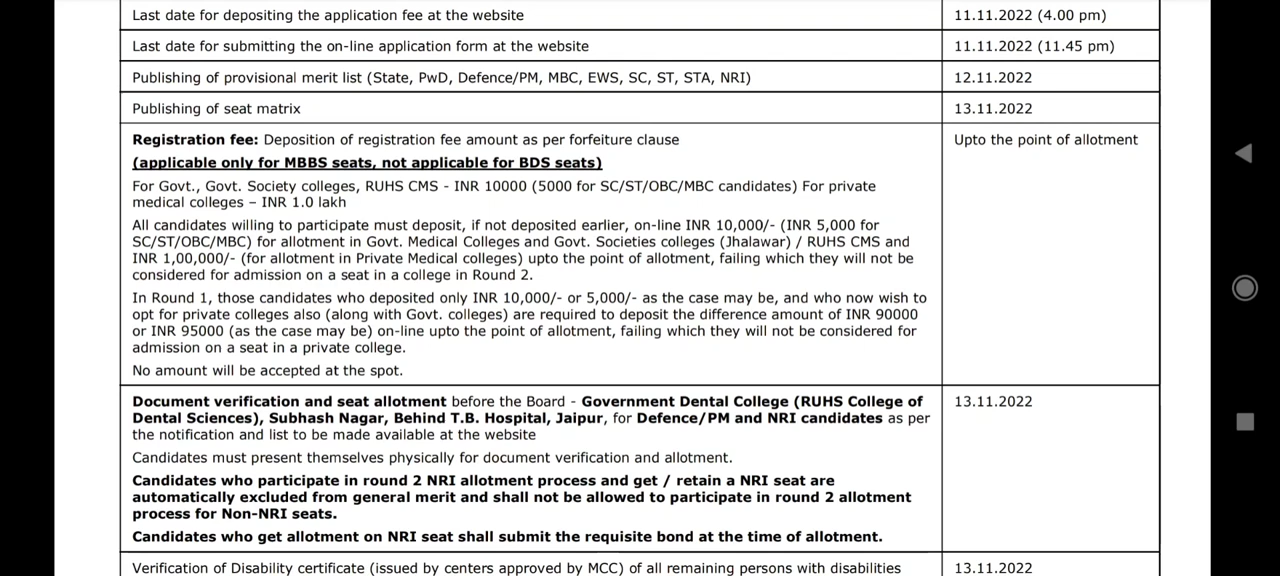 Last date for depositing the application fee at the website
11.11.2022 (4.00 pm)
Last date for submitting the on-line application form at the website
11.11.2022 (11.45 pm)
Publishing of provisional merit list (State, PwD, Defence/PM, MBC, EWS, SC, ST, STA, NRI)
12.11.2022
Publishing of seat matrix
13.11.2022
Registration fee: Deposition of registration fee amount as per forfeiture clause
Upto the point of allotment
(applicable only for MBBS seats, not applicable for BDS seats)
For Govt., Govt. Society colleges, RUHS CMS - INR 10000 (5000 for SC/ST/OBC/MBC candidates) For private
medical colleges – INR 1.0 lakh
All candidates willing to participate must deposit, if not deposited earlier, on-line INR 10,000/- (INR 5,000 for
SC/ST/OBC/MBC) for allotment in Govt. Medical Colleges and Govt. Societies colleges (Jhalawar) / RUHS CMS and
INR 1,00,000/- (for allotment in Private Medical colleges) upto the point of allotment, failing which they will not be
considered for admission on a seat in a college in Round 2.
In Round 1, those candidates who deposited only INR 10,000/- or 5,000/- as the case may be, and who now wish to
opt for private colleges also (along with Govt. colleges) are required to deposit the difference amount of INR 90000
or INR 95000 (as the case may be) on-line upto the point of allotment, failing which they will not be considered for
admission on a seat in a private college.
No amount will be accepted at the spot.
Document verification and seat allotment before the Board - Government Dental College (RUHS College of
13.11.2022
Dental Sciences), Subhash Nagar, Behind T.B. Hospital, Jaipur, for Defence/PM and NRI candidates as per
the notification and list to be made available at the website
Candidates must present themselves physically for document verification and allotment.
Candidates who participate in round 2 NRI allotment process and get / retain a NRI seat are
automatically excluded from general merit and shall not be allowed to participate in round 2 allotment
process for Non-NRI seats.
Candidates who get allotment on NRI seat shall submit the requisite bond at the time of allotment.
Verification of Disability certificate (issued by centers approved by MCC) of all remaining persons with disabilities
13.11.2022